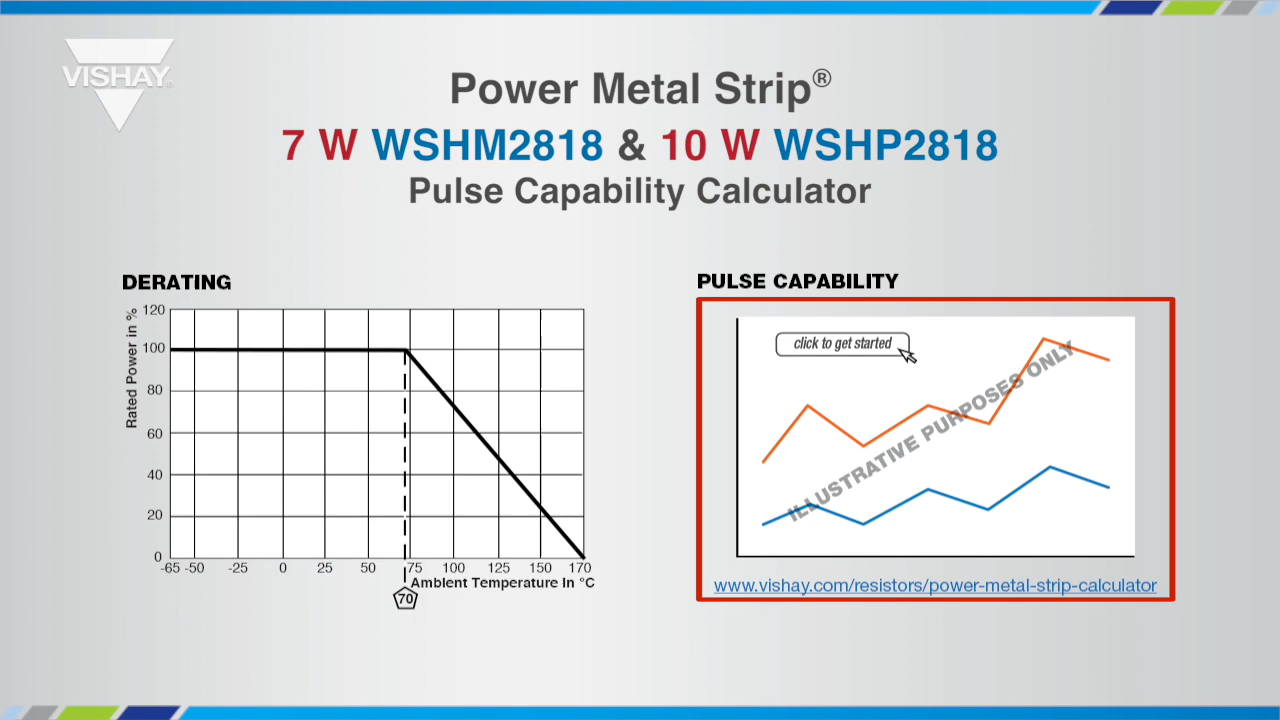 VISHAY®
Power Metal Strip®
7 W WSHM2818 & 10 W WSHP2818
Pulse Capability Calculator
DERATING
Rated Power in %
120
100
80
60
40
20
0
-65 -50 -25 0 25 50 75 100 125 150 170
Ambient Temperature in °C
70
PULSE CAPABILITY
click to get started
ILLUSTRATIVE PURPOSES ONLY
www.vishay.com/resistors/power-metal-strip-calculator